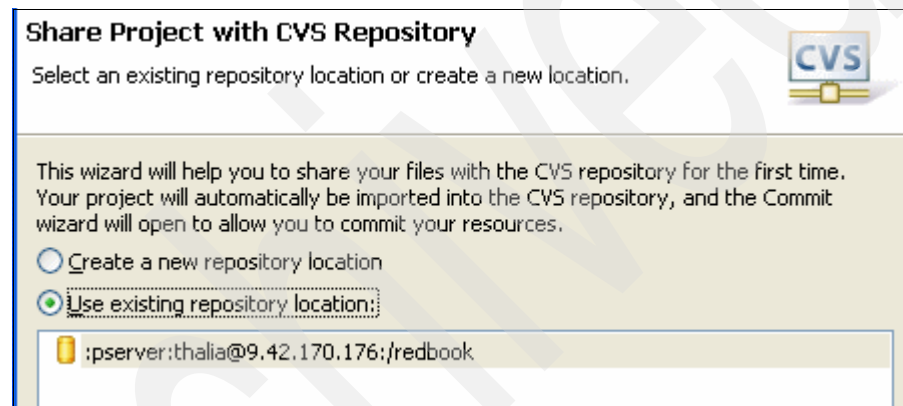 Share Project with CVS Repository
Select an existing repository location or create a new location.
CVS
This wizard will help you to share your files with the CVS repository for the first time.
Your project will automatically be imported into the CVS repository, and the Commit
wizard will open to allow you to commit your resources.
Create a new repository location
Use existing repository location:
:pserver:thalia@9.42.170.176:/redbook